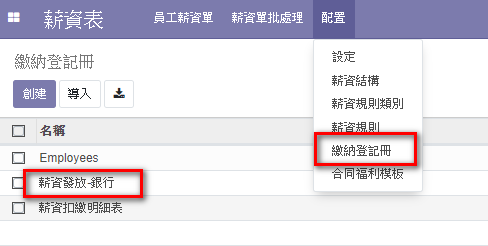 薪資表 員工薪資單 薪資單批處理 配置
繳納登記冊
設定
創建 導入
薪資結構
薪資規則類別
名稱
薪資規則
Employees
繳納登記冊
薪資發放-銀行
合同福利模板
薪資扣繳明細表